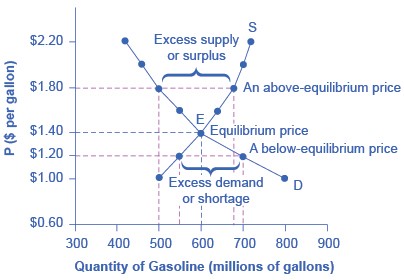 P ($ per gallon)
$2.20
$1.80
$1.40
$1.20
$1.00
$0.60
S
Excess supply
or surplus
An above-equilibrium price
E
Equilibrium price
A below-equilibrium price
Excess demand
or shortage
D
300 400 500 600 700 800 900
Quantity of Gasoline (millions of gallons)